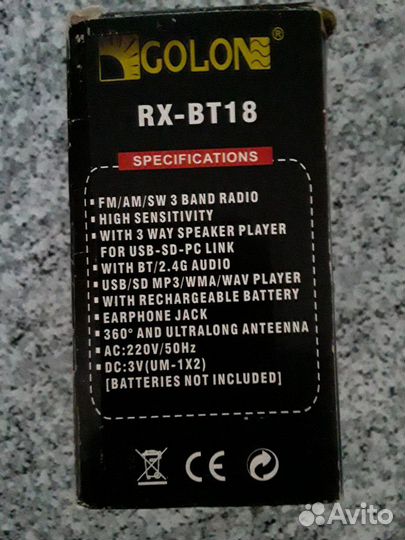 GOLON®
RX-BT18
SPECIFICATIONS
FM/AM/SW 3 BAND RADIO
HIGH SENSITIVITY
WITH 3 WAY SPEAKER PLAYER
FOR USB-SD-PC LINK
WITH BT/2.4G AUDIO
USB/SD MP3/WMA/WAV PLAYER
WITH RECHARGEABLE BATTERY
EARPHONE JACK
360° AND ULTRALONG ANTEENNA
AC:220V/50Hz
DC:3V(UM-1X2)
[BATTERIES NOT INCLUDED]
CE
Avito